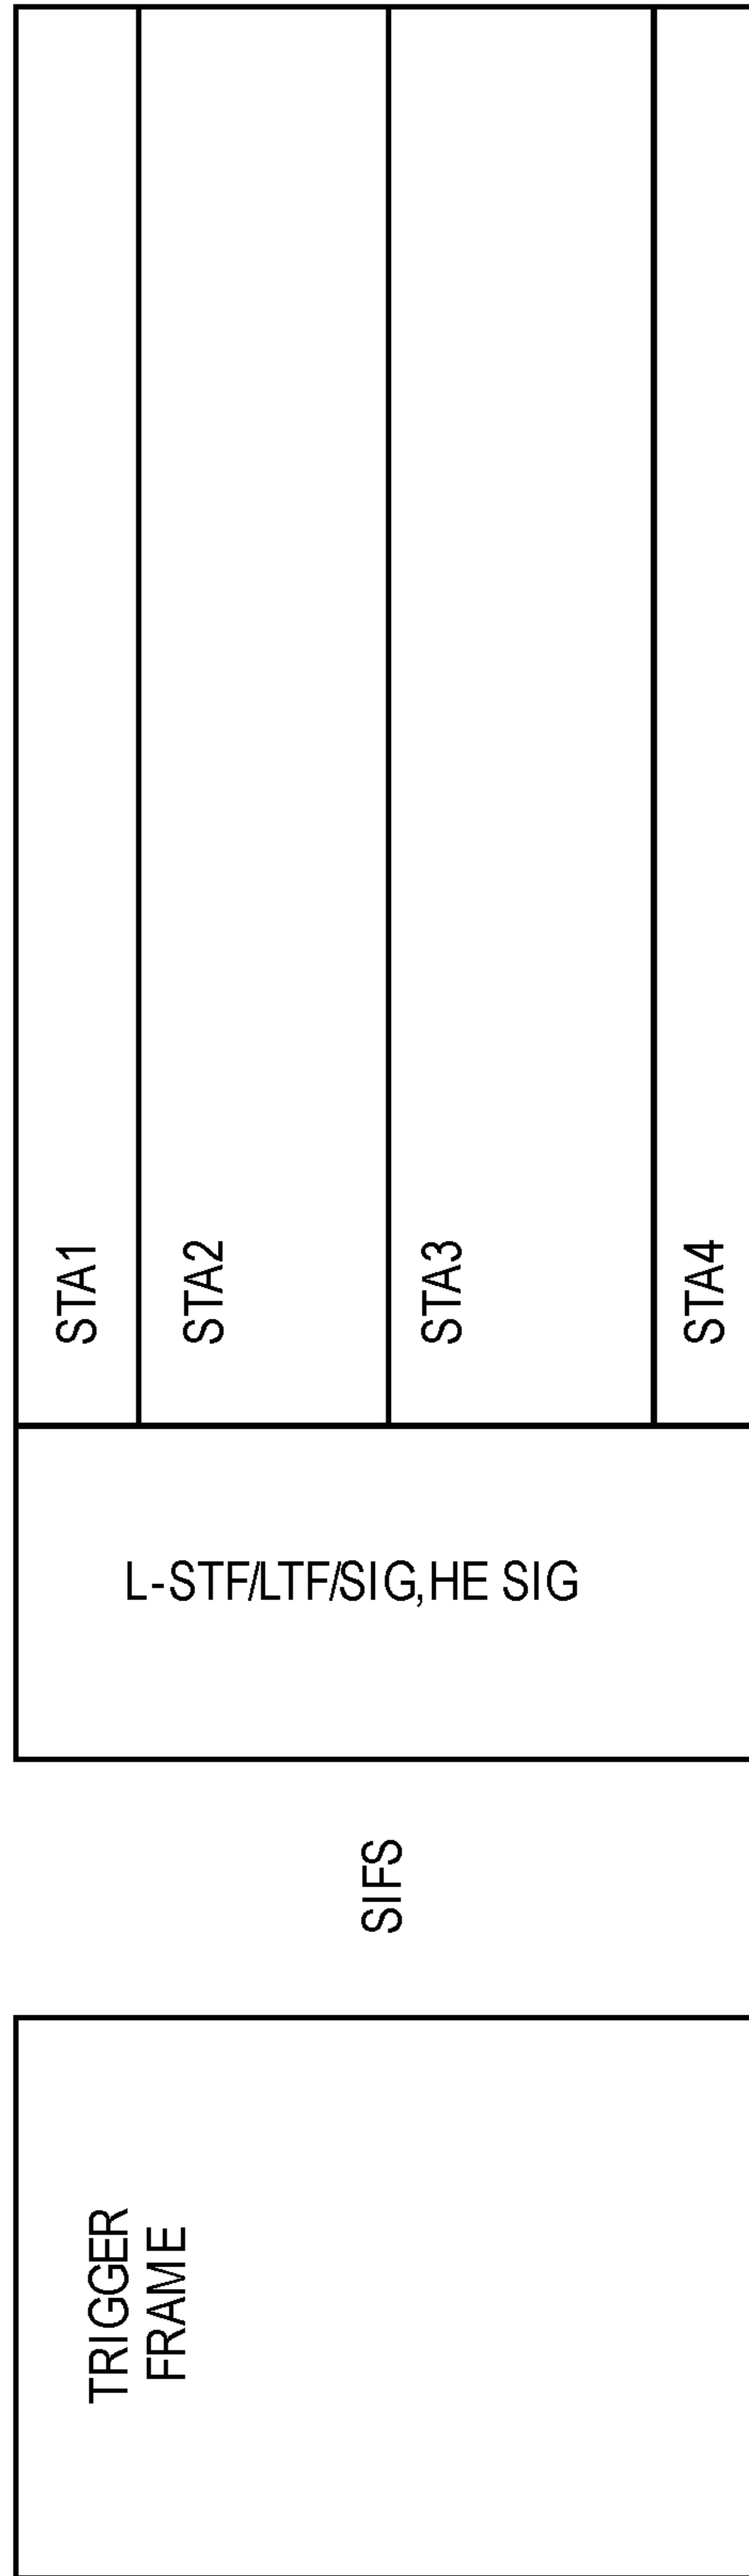 TRIGGER
FRAME
SIFS
L-STF/LTF/SIG,HE SIG
STA1
STA2
STA3
STA4